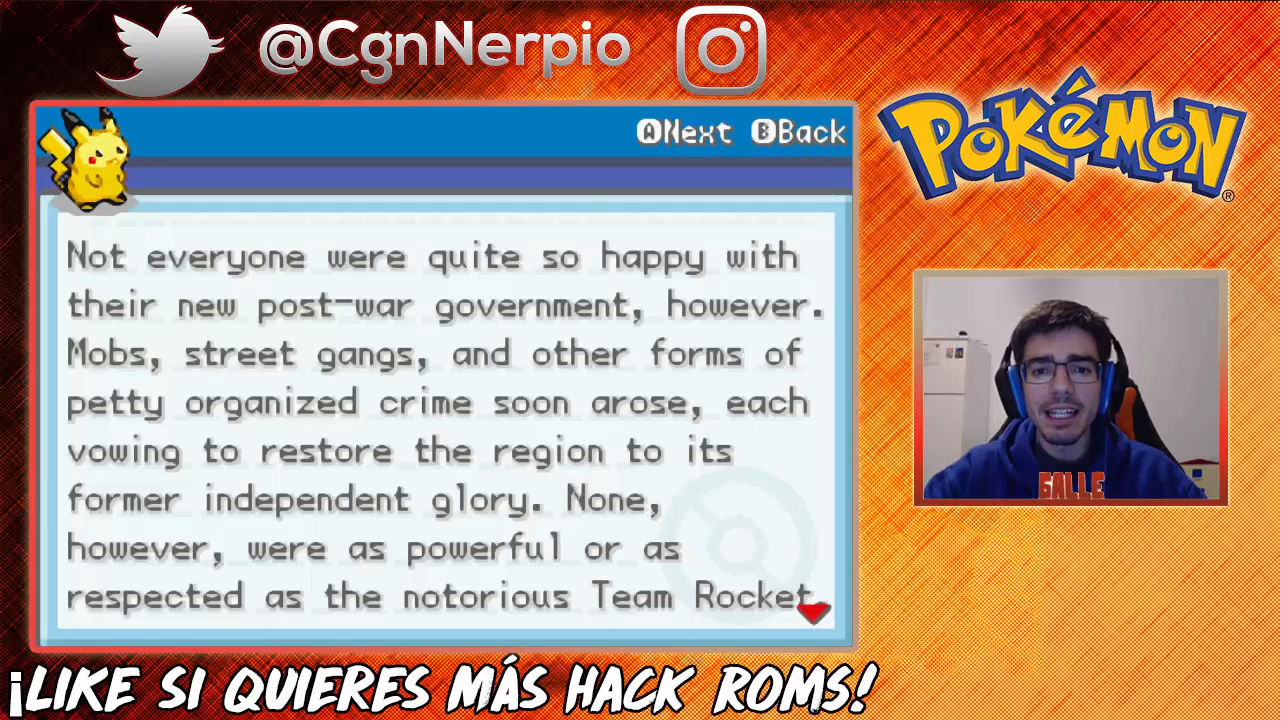 @CgnNerpio
ANext BBack
POKÉMON
®
Not everyone were quite so happy with
their new post-war government, however.
Mobs, street gangs, and other forms of
petty organized crime soon arose, each
vowing to restore the region to its
former independent glory. None,
however, were as powerful or as
respected as the notorious Team Rocket
GALLE
¡LIKE SI QUIERES MÁS HACK ROMS!